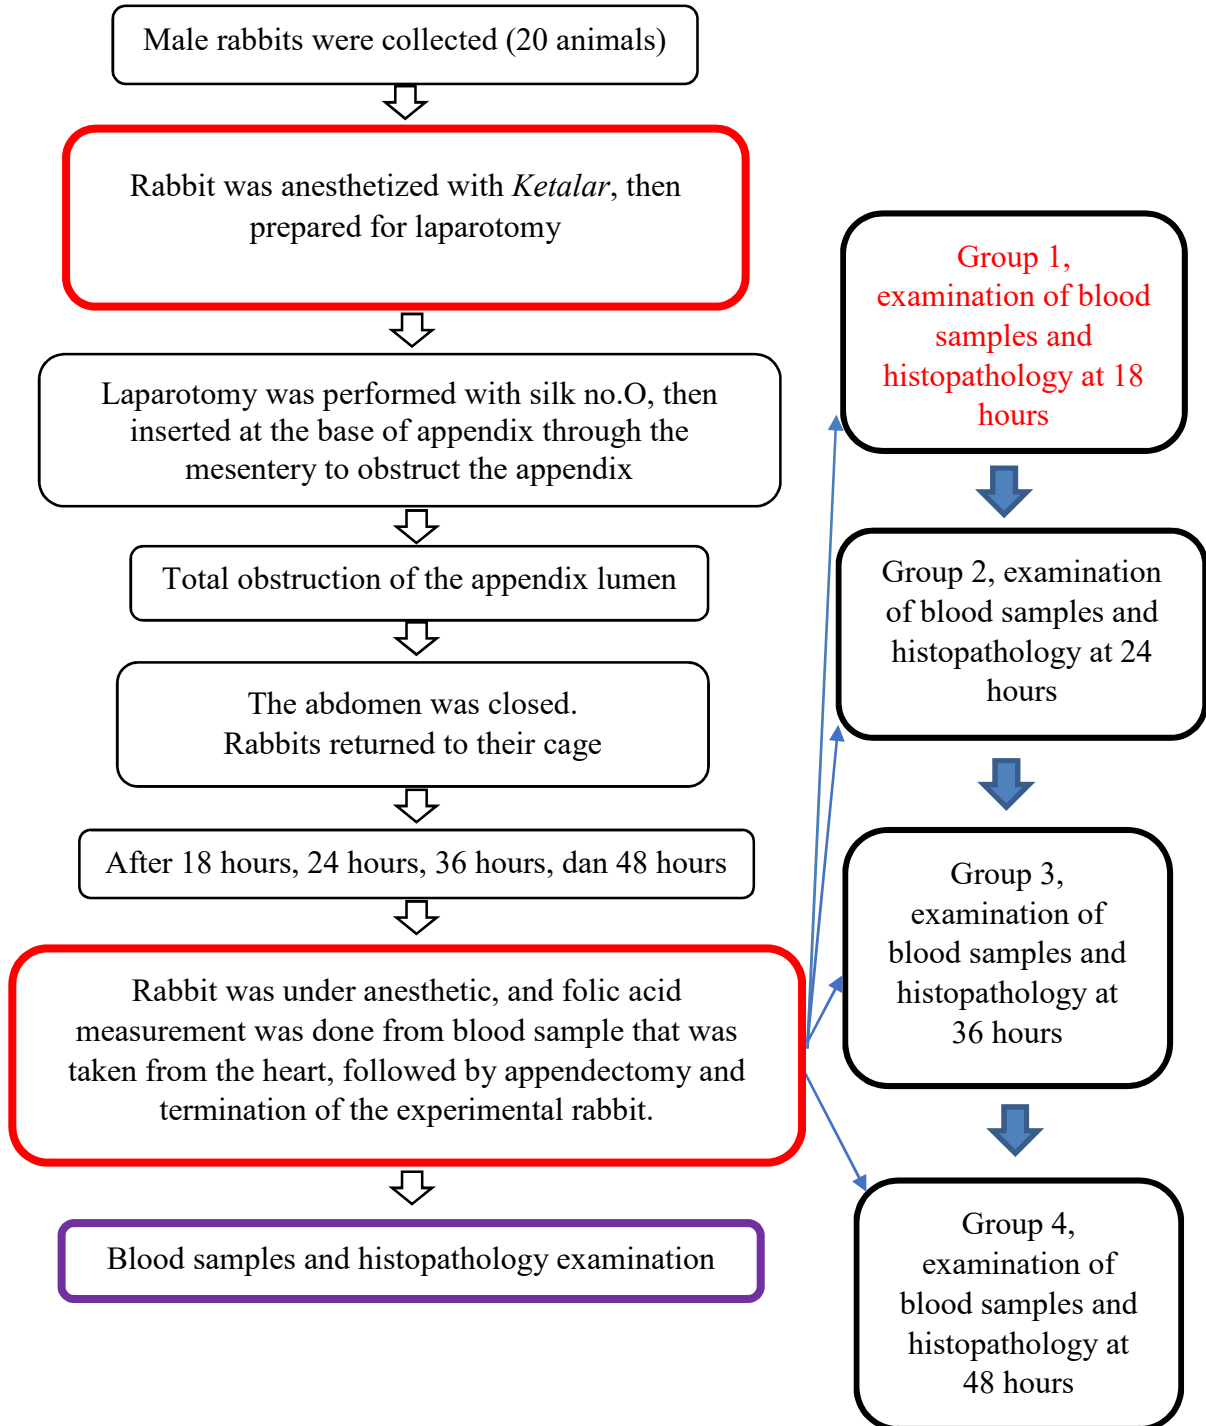 Male rabbits were collected (20 animals)
Rabbit was anesthetized with Ketalar, then
prepared for laparotomy
Laparotomy was performed with silk no.O, then
inserted at the base of appendix through the
mesentery to obstruct the appendix
Total obstruction of the appendix lumen
The abdomen was closed.
Rabbits returned to their cage
After 18 hours, 24 hours, 36 hours, dan 48 hours
Rabbit was under anesthetic, and folic acid
measurement was done from blood sample that was
taken from the heart, followed by appendectomy and
termination of the experimental rabbit.
Blood samples and histopathology examination
Group 1,
examination of blood
samples and
histopathology at 18
hours
Group 2, examination
of blood samples and
histopathology at 24
hours
Group 3,
examination of
blood samples and
histopathology at
36 hours
Group 4,
examination of
blood samples and
histopathology at
48 hours